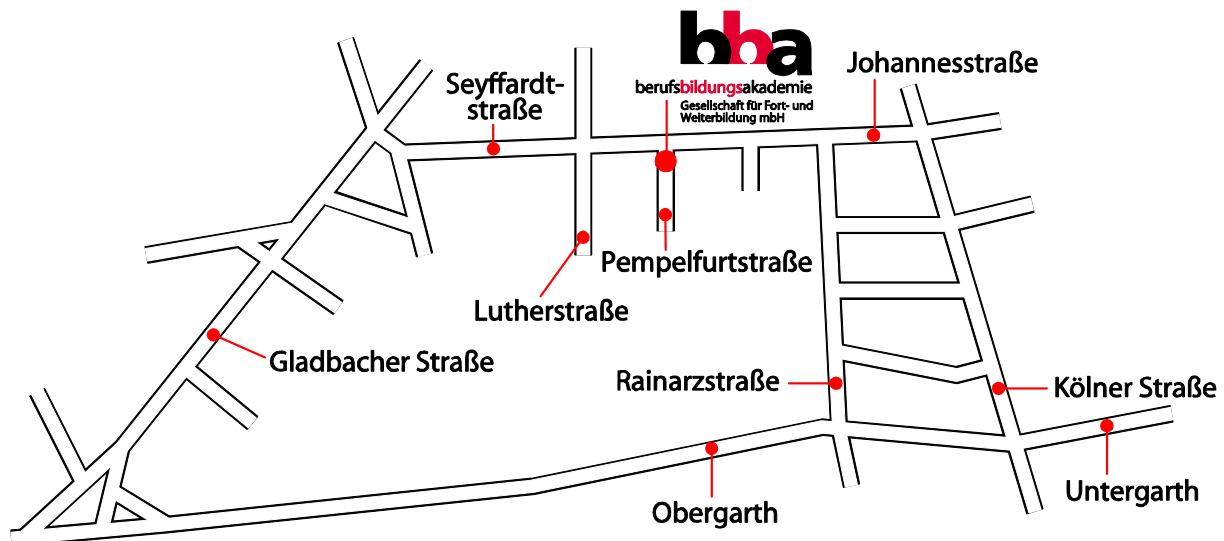 bba
berufsbildungsakademie
Gesellschaft für Fort- und
Weiterbildung mbH
Johannesstraße
Seyffardt-
straße
Pempelfurtstraße
Lutherstraße
Gladbacher Straße
Rainarzstraße
Kölner Straße
Obergarth
Untergarth